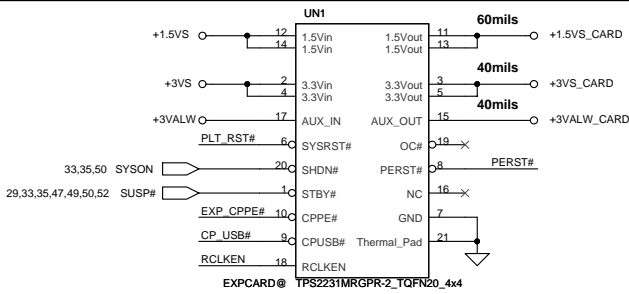 UN1
60mils
+1.5VS 12 1.5Vin 1.5Vout 11 +1.5VS_CARD
14 1.5Vin 1.5Vout 13
40mils
+3VS 2 3.3Vin 3.3Vout 3 +3VS_CARD
4 3.3Vin 3.3Vout 5
40mils
+3VALW 17 AUX_IN AUX_OUT 15 +3VALW_CARD
PLT_RST# 6 SYSRST# OC# 19
33,35,50 SYSON 20 SHDN# PERST# 8 PERST#
29,33,35,47,49,50,52 SUSP# 1 STBY# NC 16
EXP_CPPE# 10 CPPE# GND 7
CP_USB# 9 CPUSB# Thermal_Pad 21
RCLKEN 18 RCLKEN
EXPCARD@ TPS2231MRGPR-2_TQFN20_4x4